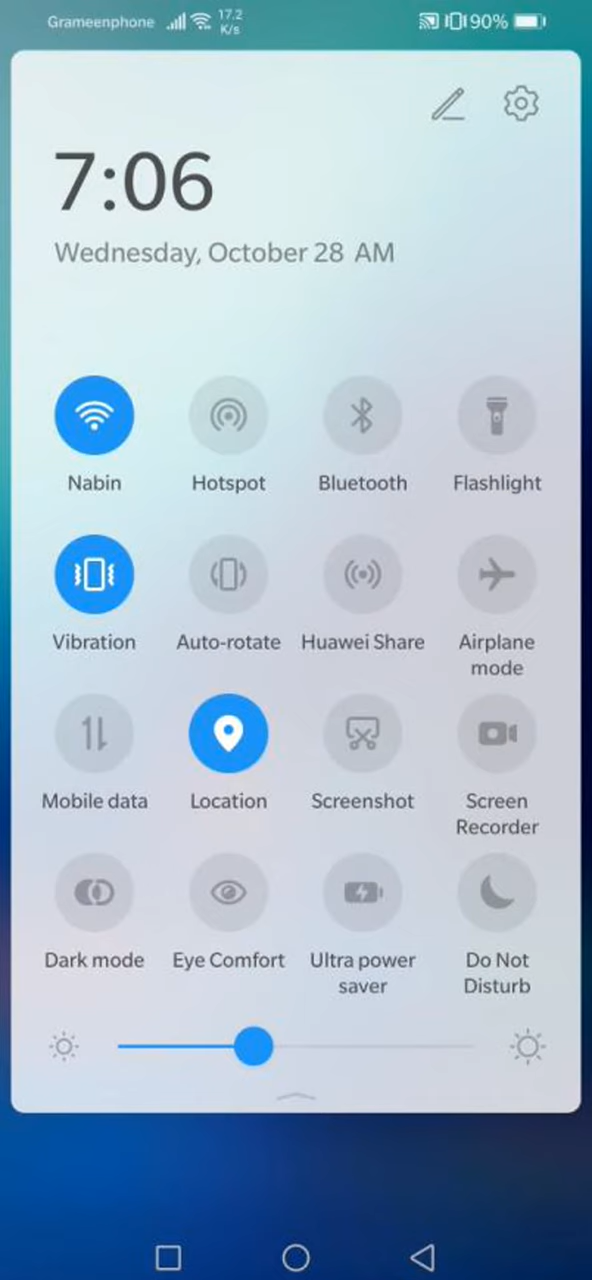 Grameenphone 17.2 K/s 90%
7:06
Wednesday, October 28 AM
Nabin Hotspot Bluetooth Flashlight
Vibration Auto-rotate Huawei Share Airplane mode
Mobile data Location Screenshot Screen Recorder
Dark mode Eye Comfort Ultra power saver Do Not Disturb